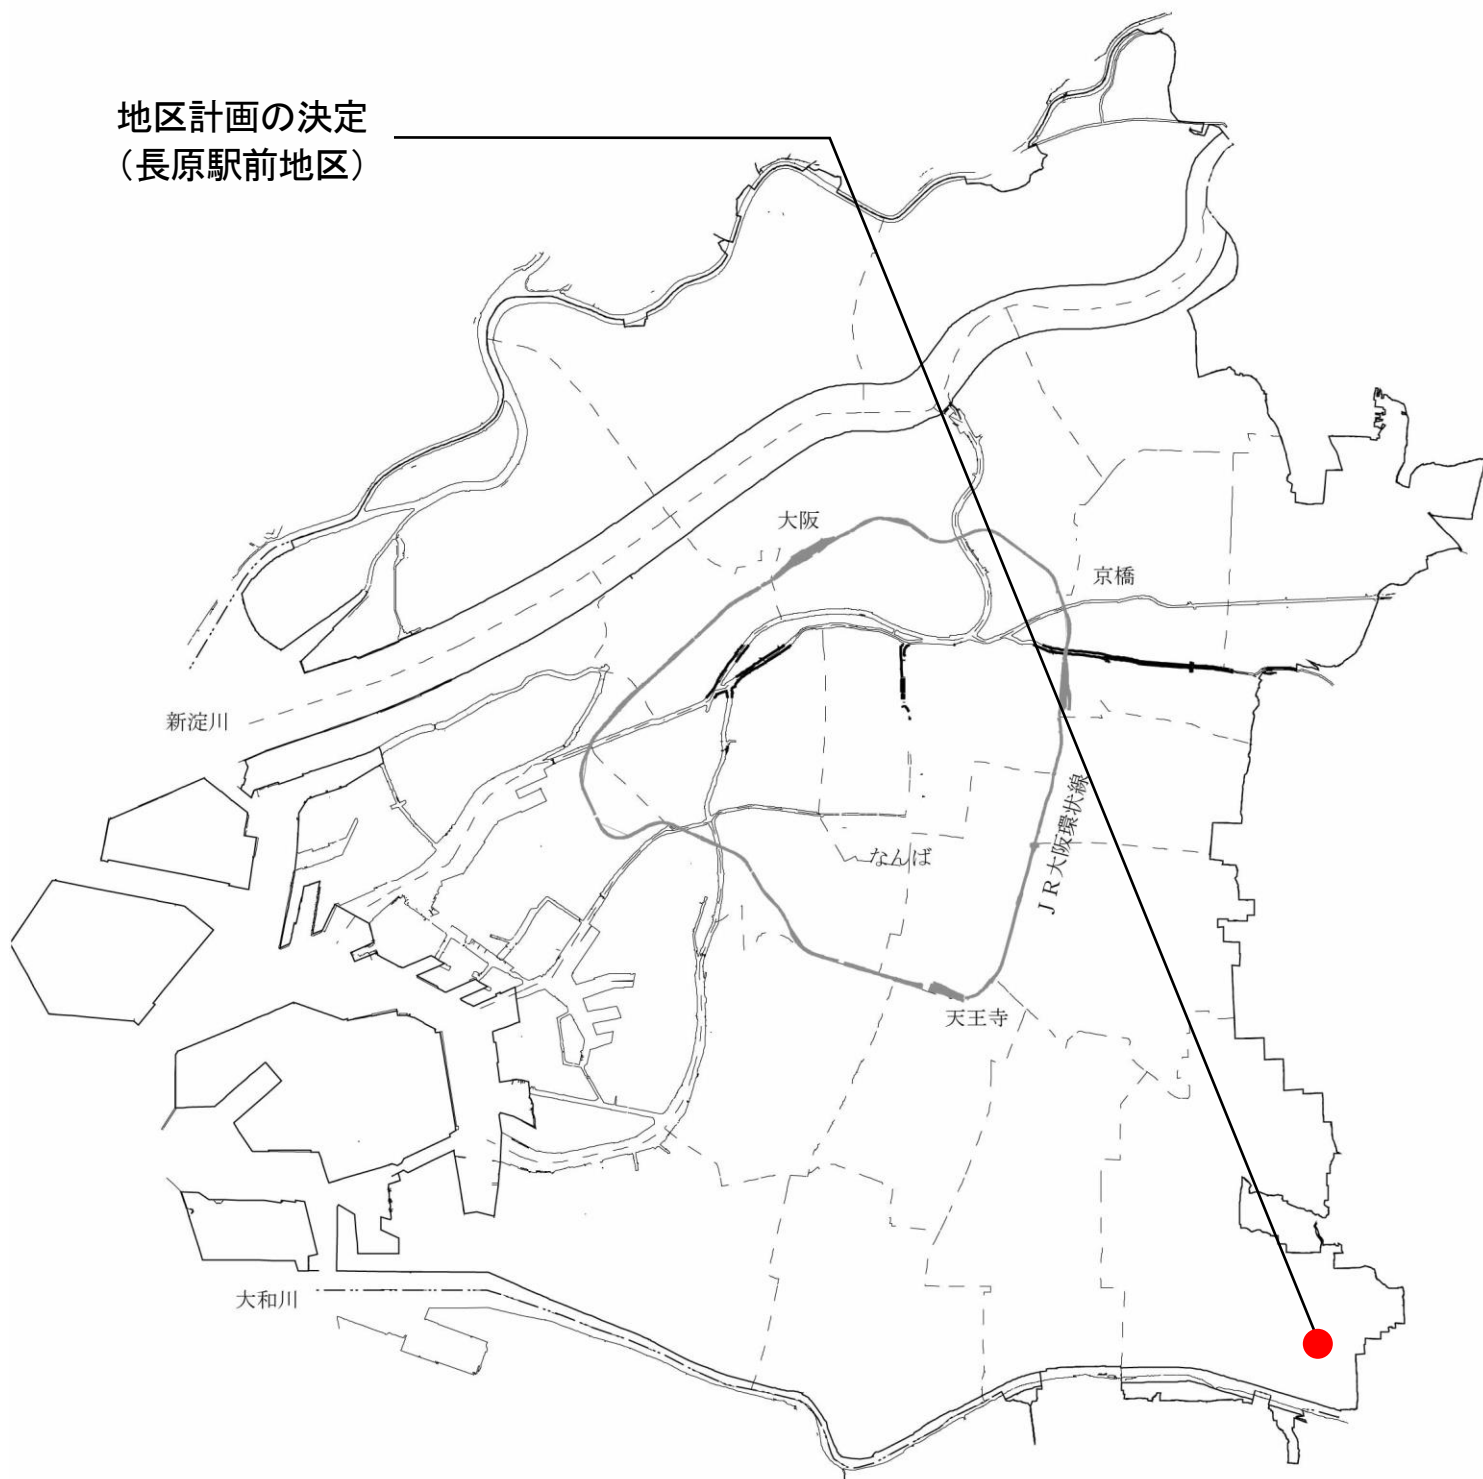 地区計画の決定
（長原駅前地区）
大阪
京橋
新淀川
ＪＲ大阪環状線
なんば
天王寺
大和川